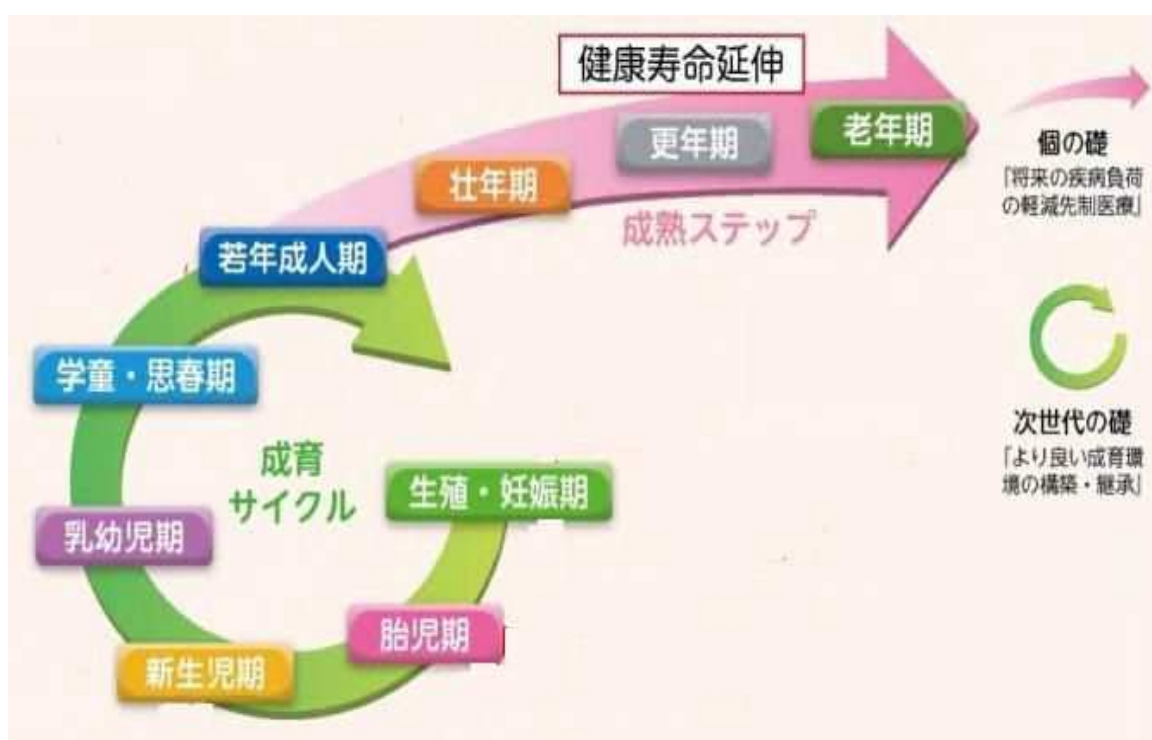 健康寿命延伸
老年期
更年期
壮年期
成熟ステップ
若年成人期
学童・思春期
成育
サイクル
生殖・妊娠期
乳幼児期
胎児期
新生児期
個の礎
「将来の疾病負荷
の軽減先制医療」
次世代の礎
「より良い成育環
境の構築・継承」